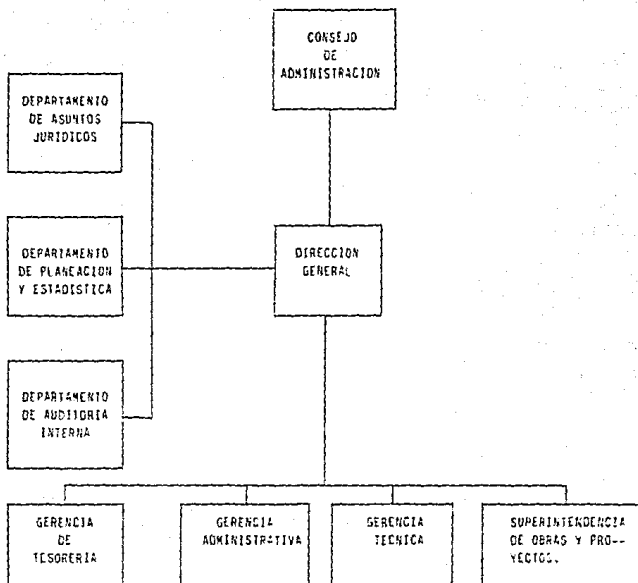 CONSEJO
DE
ADMINISTRACION
DEPARTAMENTO
DE ASUNTOS
JURIDICOS
DEPARTAMENTO
DE PLANEACION
Y ESTADISTICA
DIRECCION
GENERAL
DEPARTAMENTO
DE AUDITORIA
INTERNA
GERENCIA
DE
TESORERIA
GERENCIA
ADMINISTRATIVA
GERENCIA
TECNICA
SUPERINTENDENCIA
DE OBRAS Y PRO--
YECTOS.